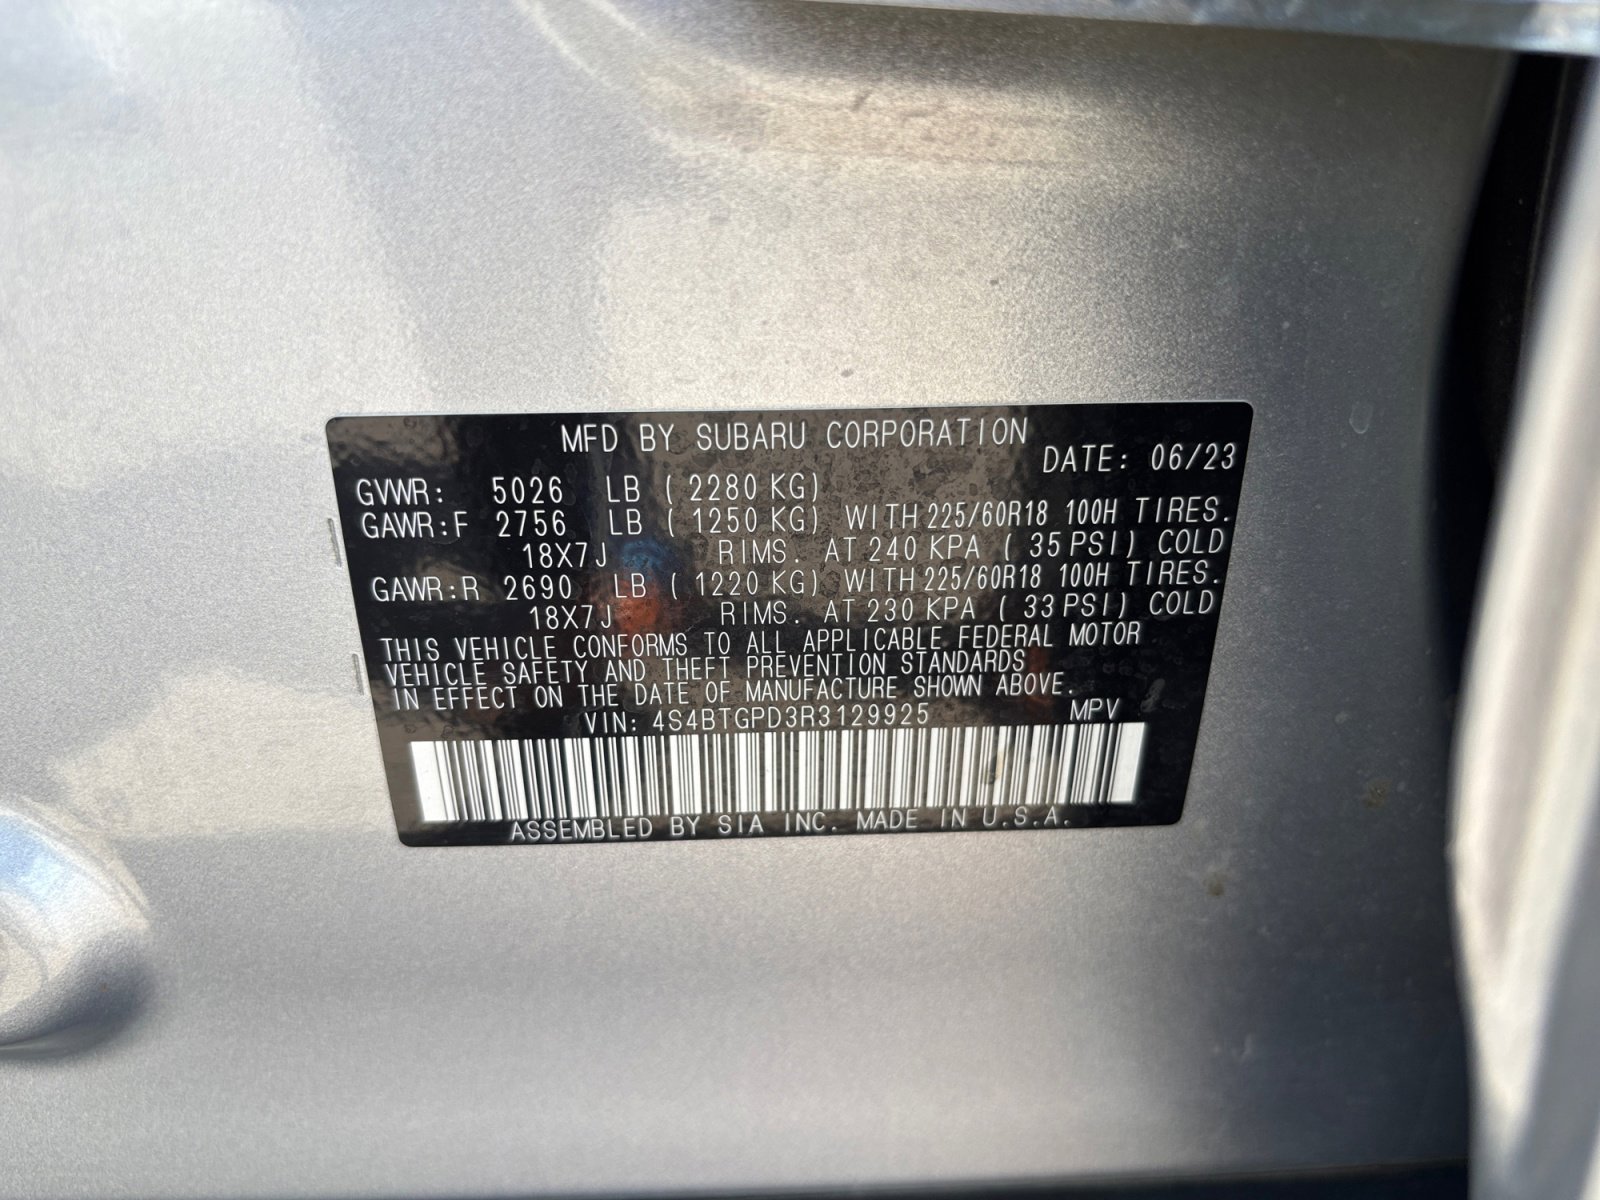 MFD BY SUBARU CORPORATION
DATE: 06/23
GVWR: 5026 LB ( 2280 KG)
GAWR:F 2756 LB ( 1250 KG) WITH 225/60R18 100H TIRES.
18X7J RIMS. AT 240 KPA ( 35 PSI) COLD
GAWR:R 2690 LB ( 1220 KG) WITH 225/60R18 100H TIRES.
18X7J RIMS. AT 230 KPA ( 33 PSI) COLD
THIS VEHICLE CONFORMS TO ALL APPLICABLE FEDERAL MOTOR
VEHICLE SAFETY AND THEFT PREVENTION STANDARDS
IN EFFECT ON THE DATE OF MANUFACTURE SHOWN ABOVE.
VIN: 4S4BTGPD3R3129925 MPV
ASSEMBLED BY SIA INC. MADE IN U.S.A.